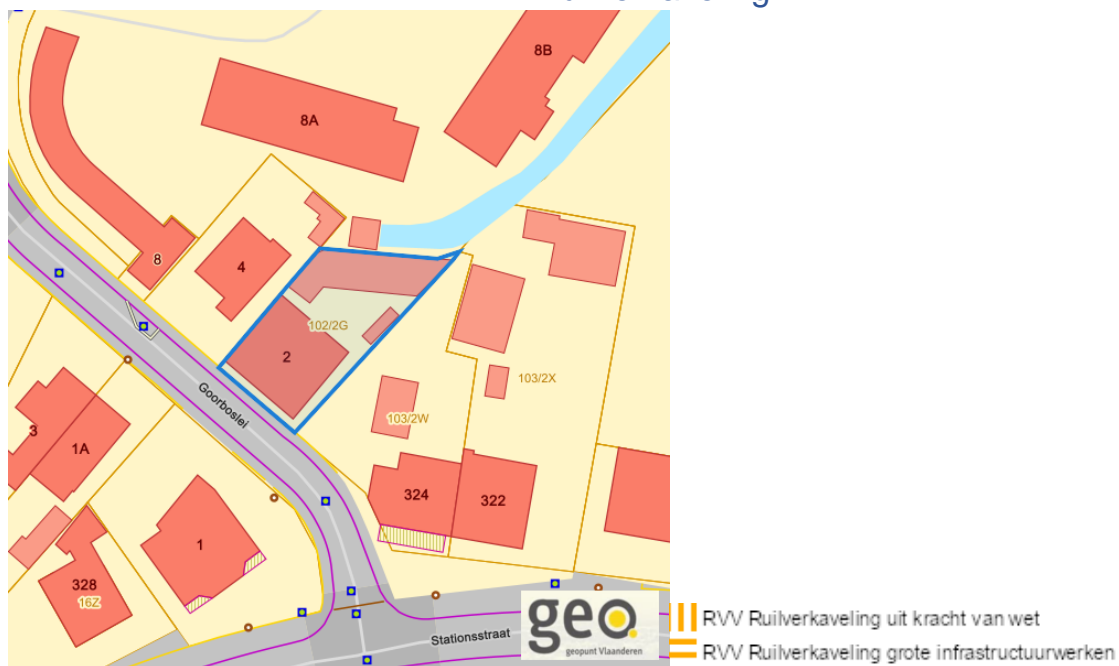 8B
8A
8
4
102/2G
2
103/2X
103/2W
Goorboslei
3
1A
324
322
1
328
16Z
Stationsstraat
geo.
geopunt Vlaanderen
RVV Ruilverkaveling uit kracht van wet
RVV Ruilverkaveling grote infrastructuurwerken